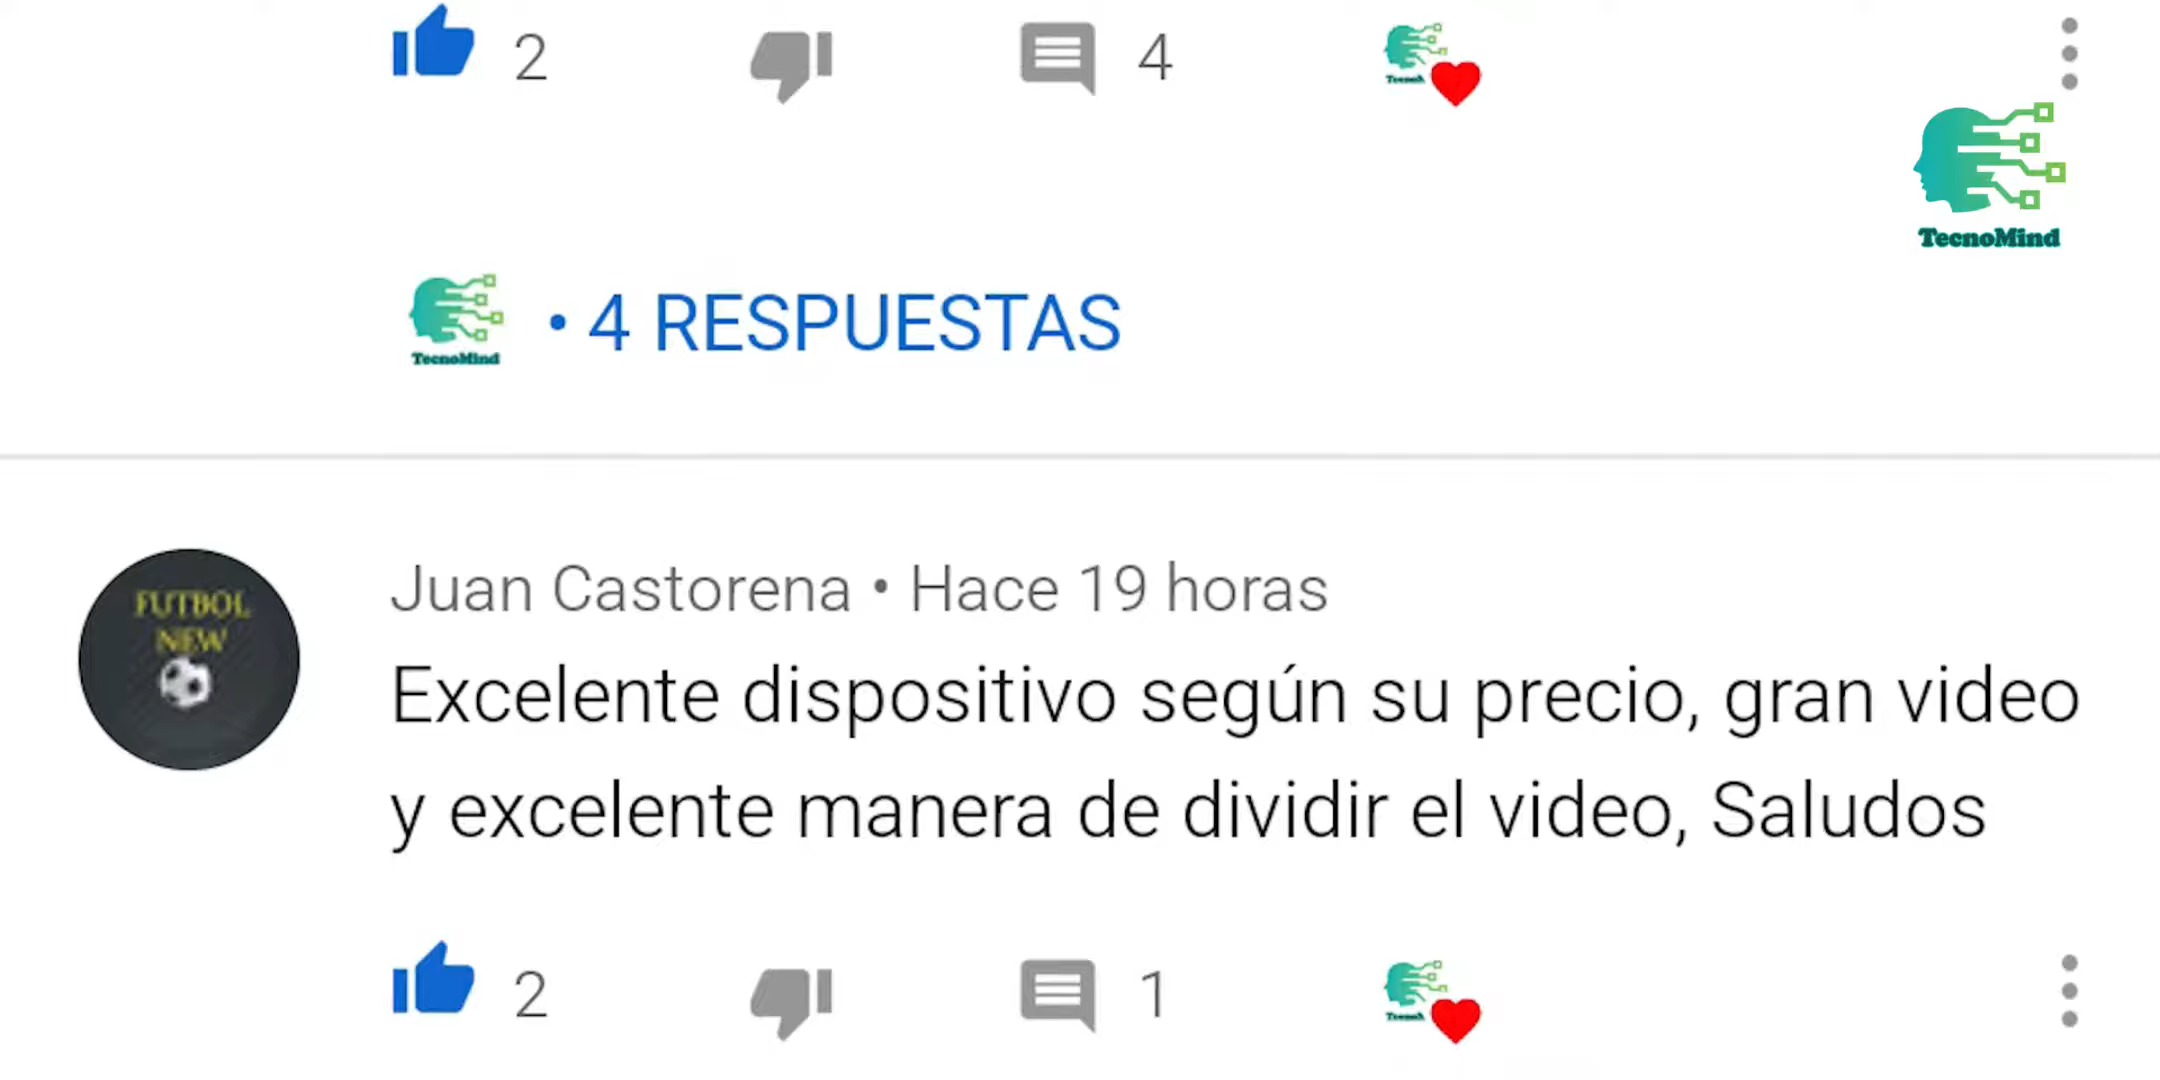 2
4
TecnoMind
TecnoMind
• 4 RESPUESTAS
FUTBOL
NEW
Juan Castorena • Hace 19 horas
Excelente dispositivo según su precio, gran video
y excelente manera de dividir el video, Saludos
2
1